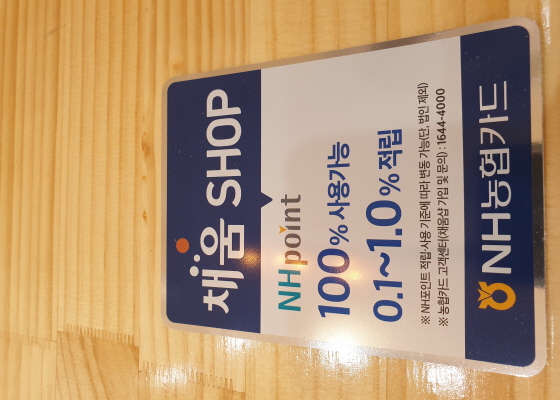 채움 SHOP
NHpoint
100% 사용가능
0.1~1.0% 적립
※ NH포인트 적립·사용 기준에 따라 변동 가능(단, 법인 제외)
※ 농협카드 고객센터(채움샵 가입 및 문의) : 1644-4000
NH농협카드